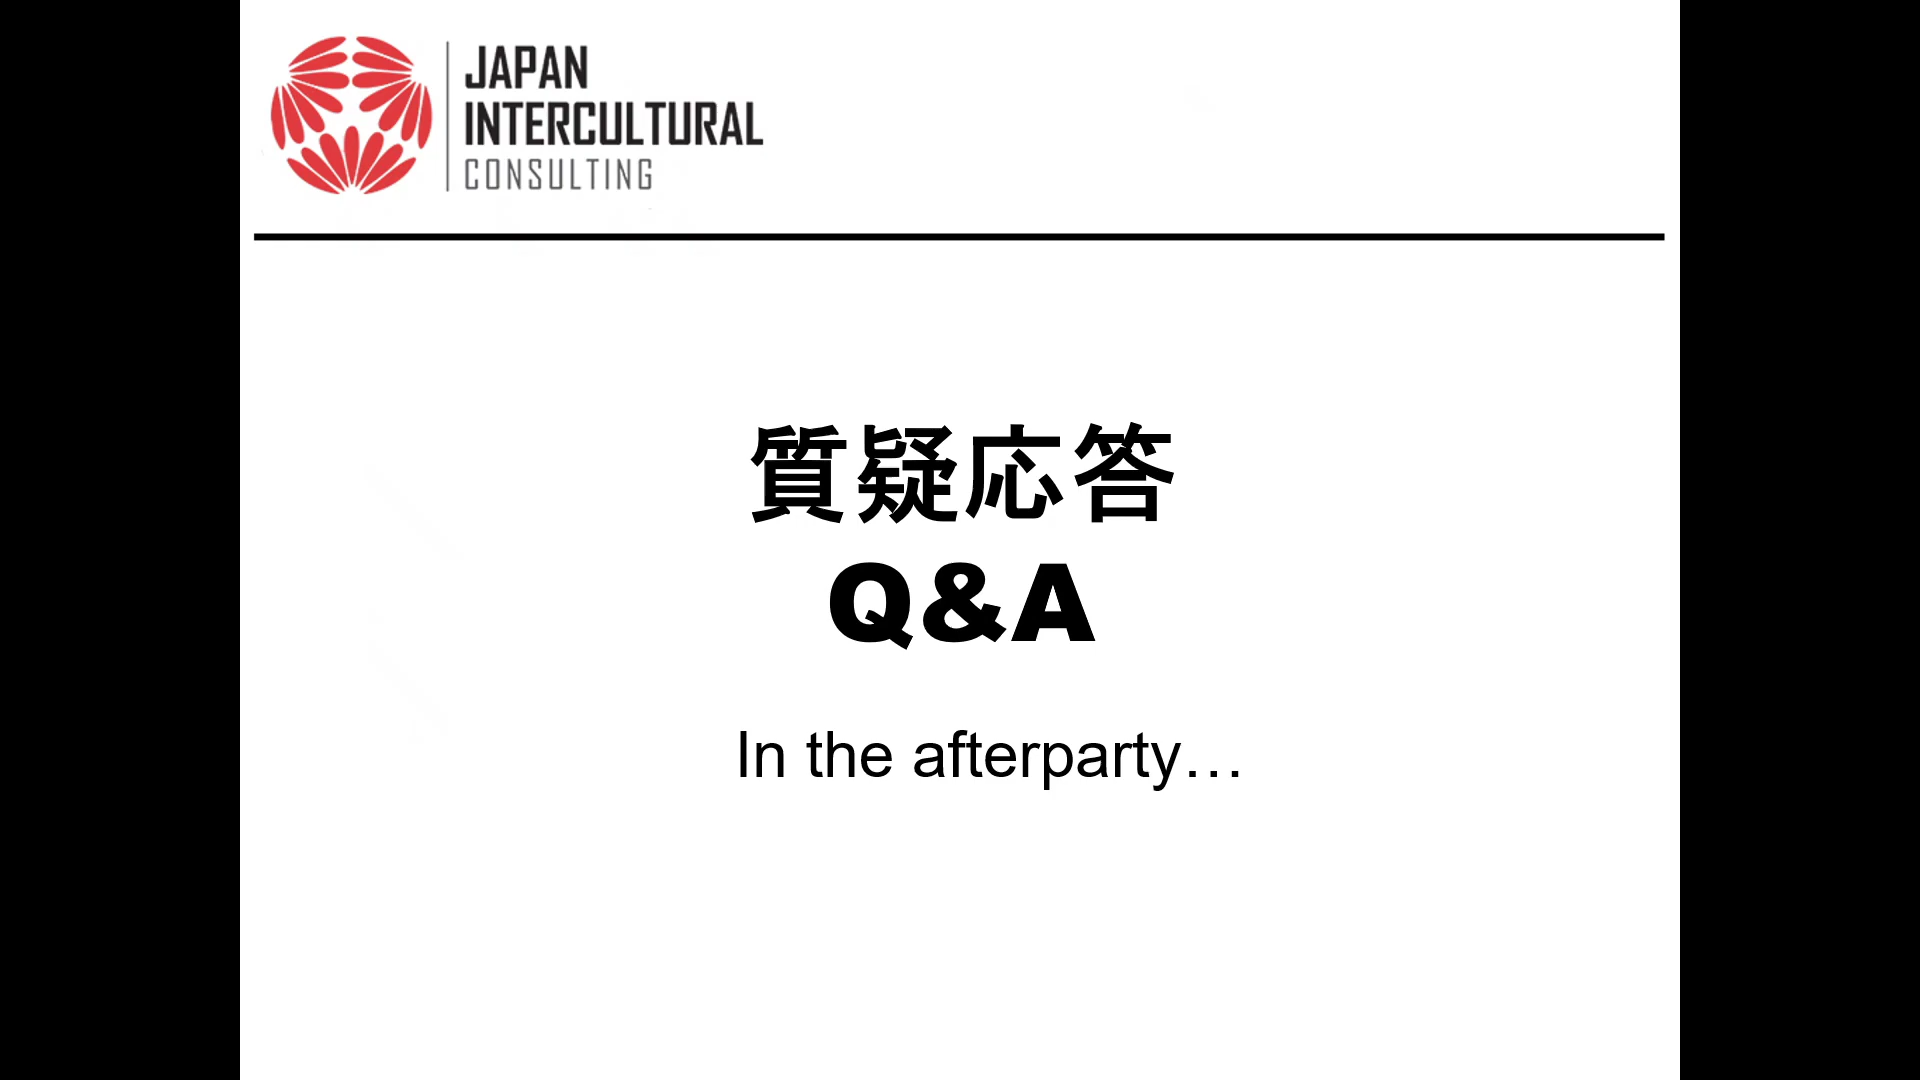 JAPAN
INTERCULTURAL
CONSULTING
質疑応答
Q&A
In the afterparty…